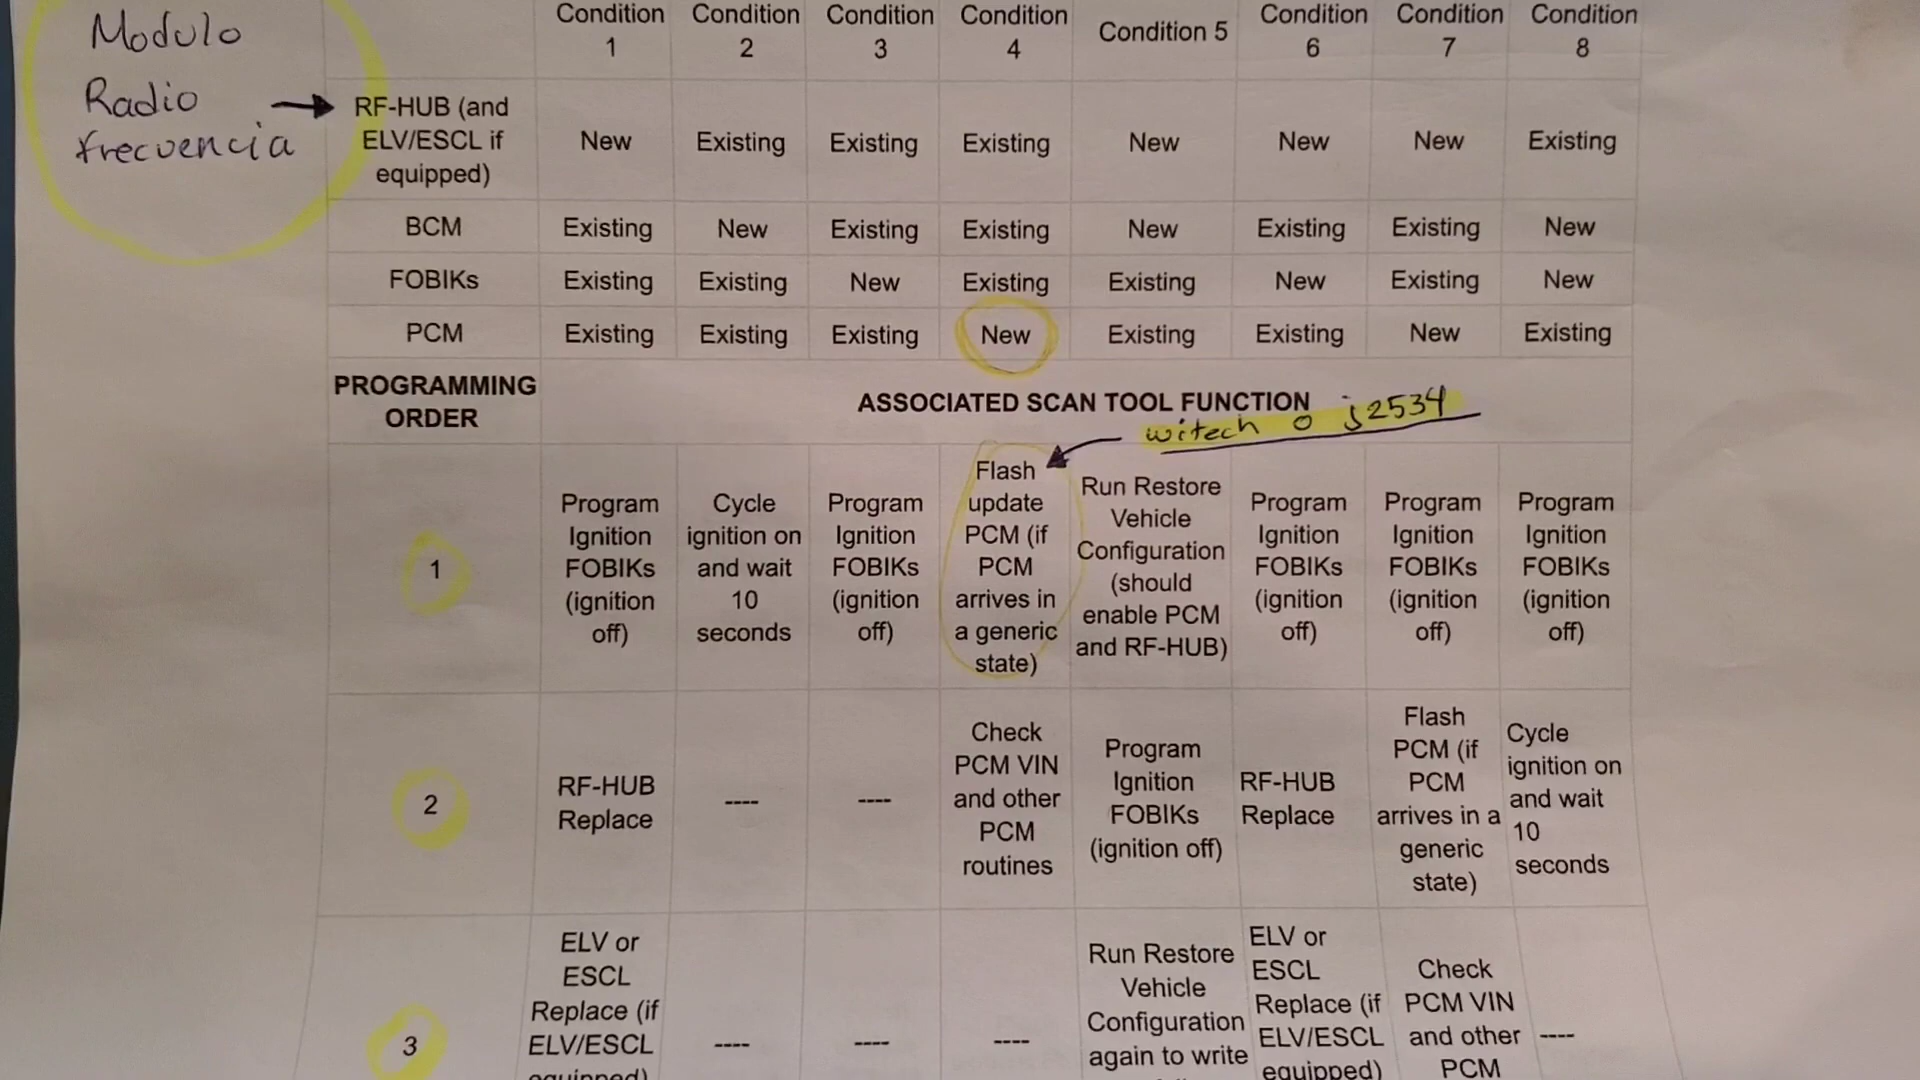 Modulo
Radio
frecuencia
Condition 1
Condition 2
Condition 3
Condition 4
Condition 5
Condition 6
Condition 7
Condition 8
RF-HUB (and ELV/ESCL if equipped)
New
Existing
Existing
Existing
New
New
New
Existing
BCM
Existing
New
Existing
Existing
New
Existing
Existing
New
FOBIKs
Existing
Existing
New
Existing
Existing
New
Existing
New
PCM
Existing
Existing
Existing
New
Existing
Existing
New
Existing
PROGRAMMING
ORDER
ASSOCIATED SCAN TOOL FUNCTION
witech o j2534
1
Program
Ignition
FOBIKs
(ignition
off)
Cycle
ignition on
and wait
10
seconds
Program
Ignition
FOBIKs
(ignition
off)
Flash
update
PCM (if
PCM
arrives in
a generic
state)
Run Restore
Vehicle
Configuration
(should
enable PCM
and RF-HUB)
Program
Ignition
FOBIKs
(ignition
off)
Program
Ignition
FOBIKs
(ignition
off)
Program
Ignition
FOBIKs
(ignition
off)
2
RF-HUB
Replace
----
----
Check
PCM VIN
and other
PCM
routines
Program
Ignition
FOBIKs
(ignition off)
RF-HUB
Replace
Flash
PCM (if
PCM
arrives in a
generic
state)
Cycle
ignition on
and wait
10
seconds
3
ELV or
ESCL
Replace (if
ELV/ESCL
equipped)
----
----
----
Run Restore
Vehicle
Configuration
again to write
ELV or
ESCL
Replace (if
ELV/ESCL
equipped)
Check
PCM VIN
and other
PCM
----